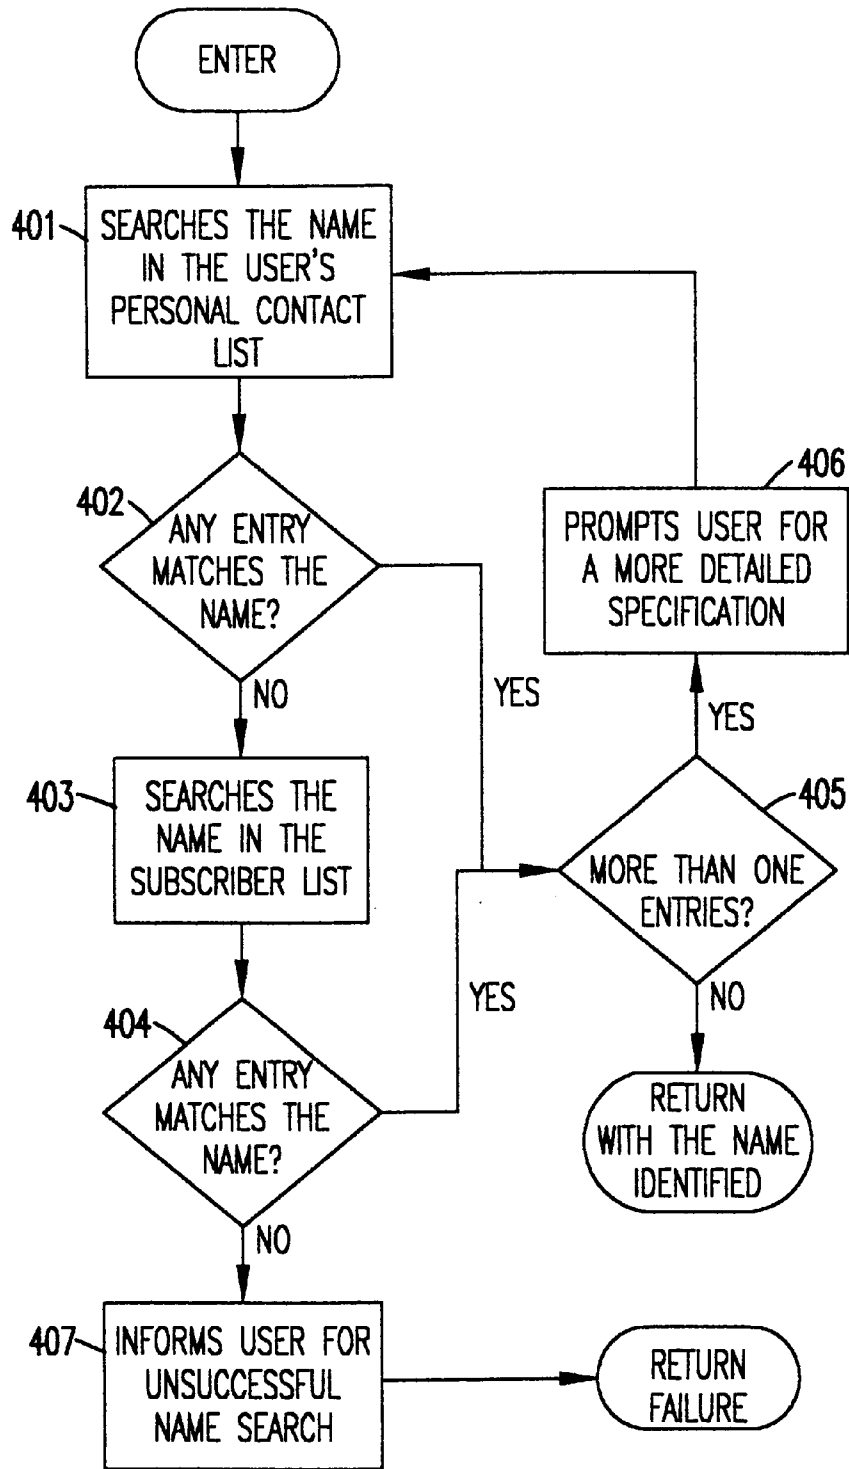 ENTER
401
SEARCHES THE NAME
IN THE USER'S
PERSONAL CONTACT
LIST
402
ANY ENTRY
MATCHES THE
NAME?
YES
NO
403
SEARCHES THE
NAME IN THE
SUBSCRIBER LIST
404
ANY ENTRY
MATCHES THE
NAME?
YES
NO
407
INFORMS USER FOR
UNSUCCESSFUL
NAME SEARCH
RETURN
FAILURE
406
PROMPTS USER FOR
A MORE DETAILED
SPECIFICATION
YES
405
MORE THAN ONE
ENTRIES?
NO
RETURN
WITH THE NAME
IDENTIFIED